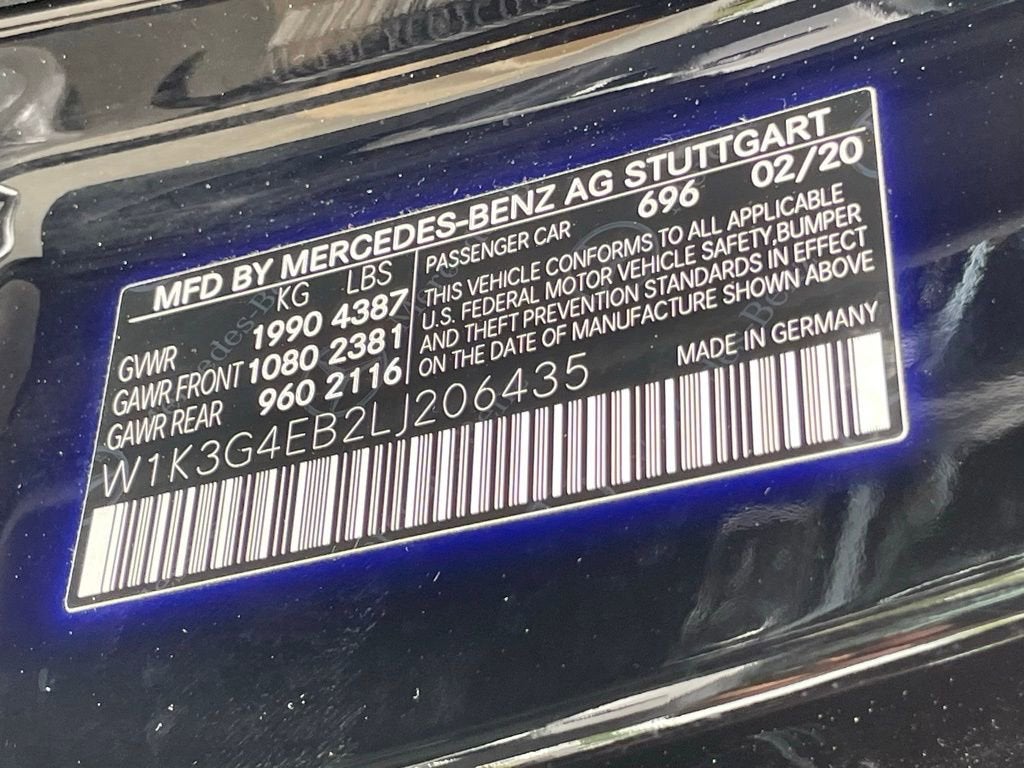 MFD BY MERCEDES-BENZ AG STUTTGART
KG LBS
GVWR 1990 4387
GAWR FRONT 1080 2381
GAWR REAR 960 2116
PASSENGER CAR 696 02/20
THIS VEHICLE CONFORMS TO ALL APPLICABLE
U.S. FEDERAL MOTOR VEHICLE SAFETY,BUMPER
AND THEFT PREVENTION STANDARDS IN EFFECT
ON THE DATE OF MANUFACTURE SHOWN ABOVE
W1K3G4EB2LJ206435
MADE IN GERMANY